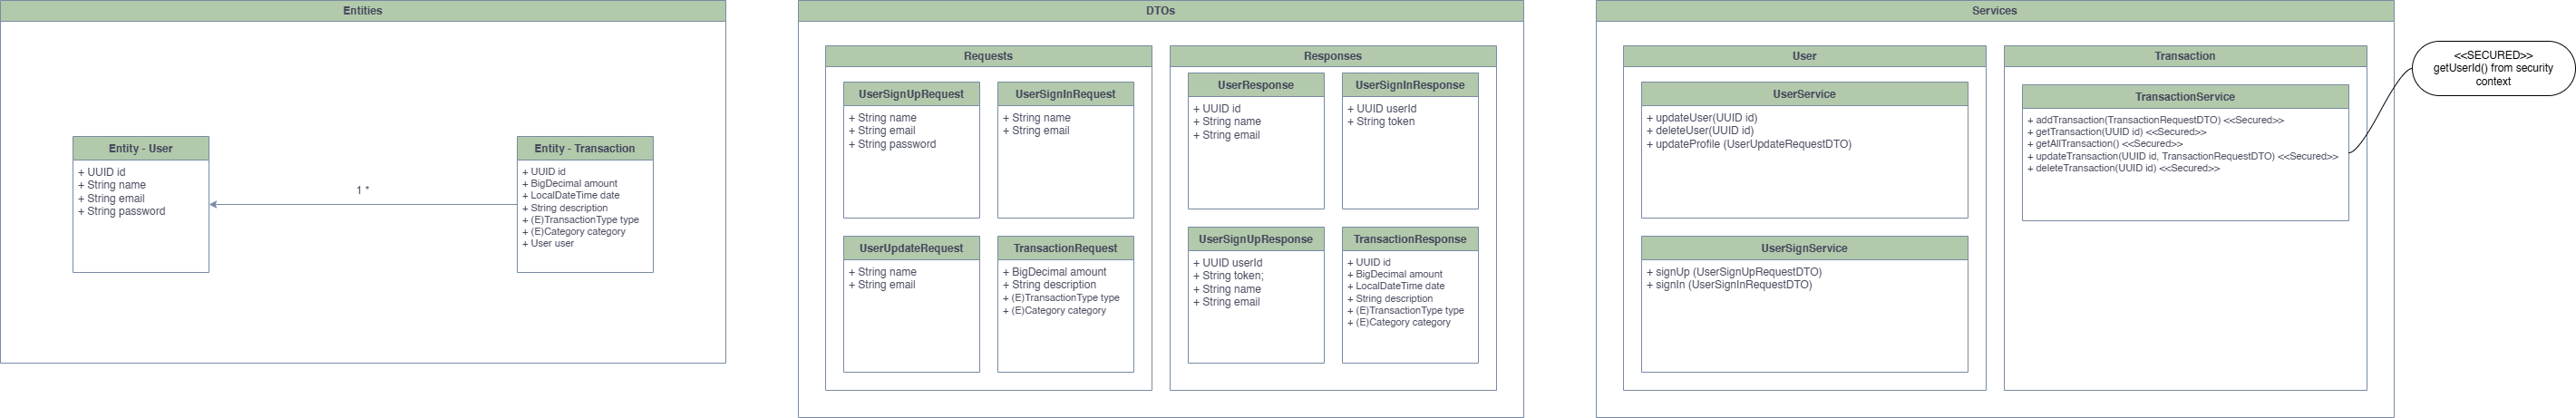 Entities
Entity - User
+ UUID id
+ String name
+ String email
+ String password
1 *
Entity - Transaction
+ UUID id
+ BigDecimal amount
+ LocalDateTime date
+ String description
+ (E)TransactionType type
+ (E)Category category
+ User user
DTOs
Requests
UserSignUpRequest
+ String name
+ String email
+ String password
UserSignInRequest
+ String name
+ String email
UserUpdateRequest
+ String name
+ String email
TransactionRequest
+ BigDecimal amount
+ String description
+ (E)TransactionType type
+ (E)Category category
Responses
UserResponse
+ UUID id
+ String name
+ String email
UserSignInResponse
+ UUID userId
+ String token
UserSignUpResponse
+ UUID userId
+ String token;
+ String name
+ String email
TransactionResponse
+ UUID id
+ BigDecimal amount
+ LocalDateTime date
+ String description
+ (E)TransactionType type
+ (E)Category category
Services
User
UserService
+ updateUser(UUID id)
+ deleteUser(UUID id)
+ updateProfile (UserUpdateRequestDTO)
UserSignService
+ signUp (UserSignUpRequestDTO)
+ signIn (UserSignInRequestDTO)
Transaction
TransactionService
+ addTransaction(TransactionRequestDTO) <<Secured>>
+ getTransaction(UUID id) <<Secured>>
+ getAllTransaction() <<Secured>>
+ updateTransaction(UUID id, TransactionRequestDTO) <<Secured>>
+ deleteTransaction(UUID id) <<Secured>>
<<SECURED>>
getUserId() from security
context